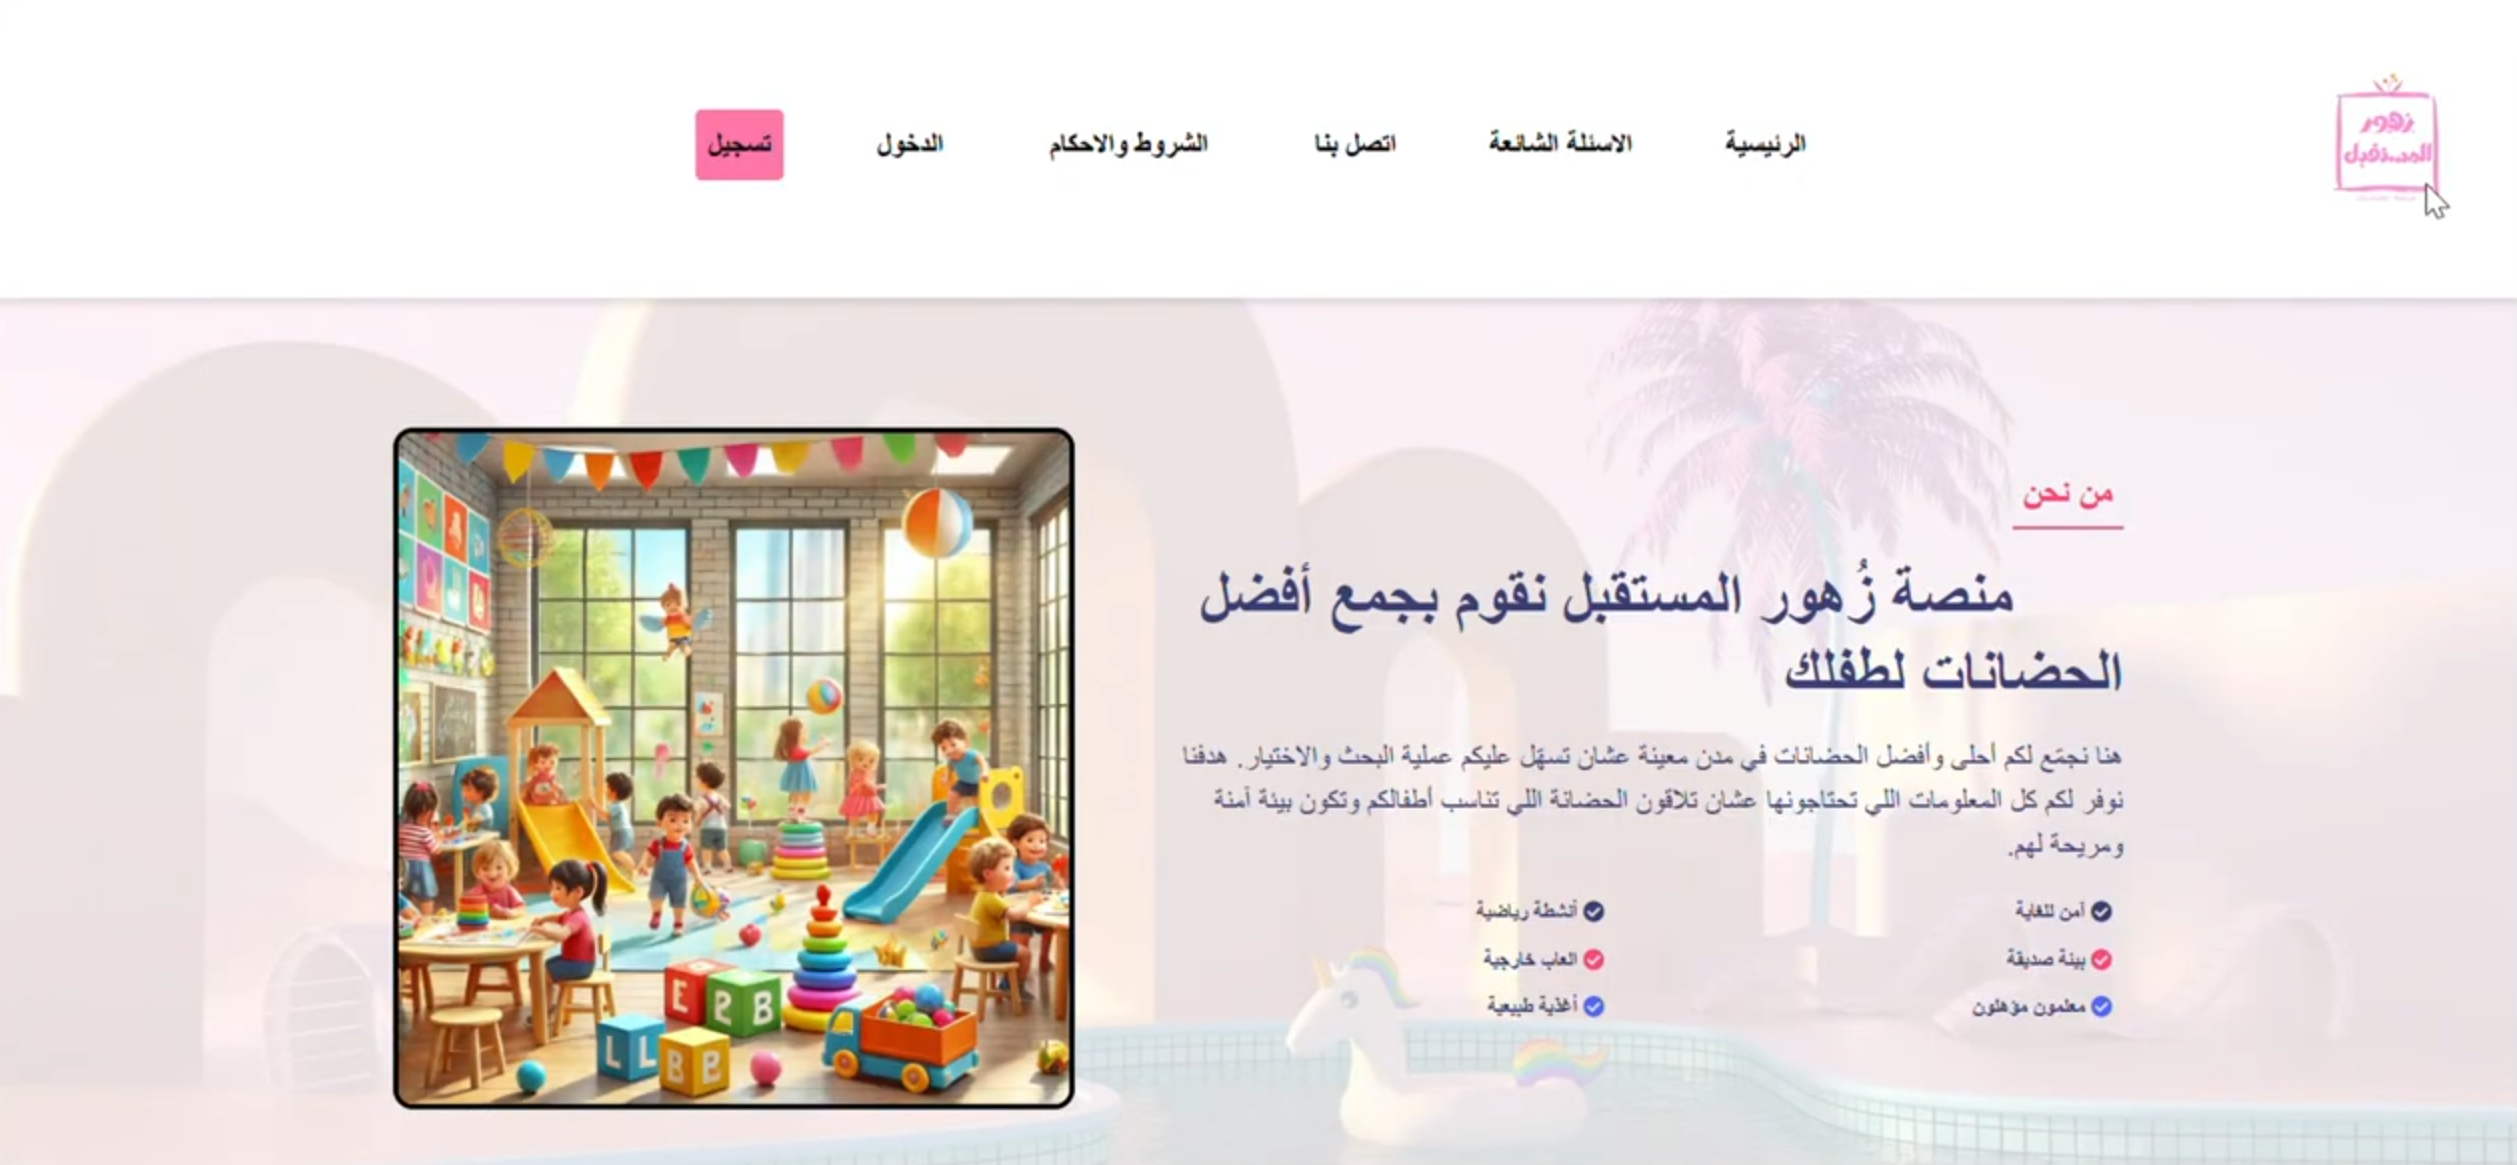 زهور
المستقبل
الرئيسية
الاسئلة الشائعة
اتصل بنا
الشروط والاحكام
الدخول
تسجيل
من نحن
منصة زُهور المستقبل نقوم بجمع أفضل
الحضانات لطفلك
هنا نجمّع لكم أحلى وأفضل الحضانات في مدن معينة عشان تسهّل عليكم عملية البحث والاختيار. هدفنا
نوفر لكم كل المعلومات اللي تحتاجونها عشان تلاقون الحضانة اللي تناسب أطفالكم وتكون بيئة آمنة
ومريحة لهم.
آمن للغاية
أنشطة رياضية
بيئة صديقة
العاب خارجية
معلمون مؤهلون
أغذية طبيعية
E P B
L L B P